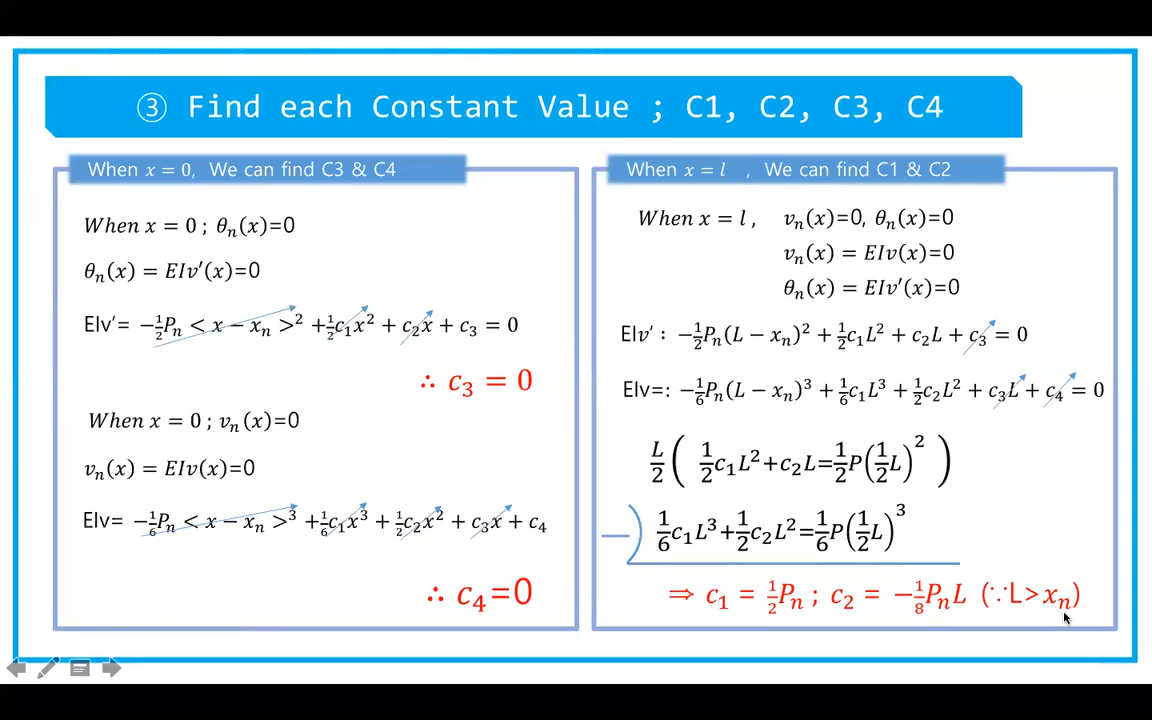 ③ Find each Constant Value ; C1, C2, C3, C4
When x = 0, We can find C3 & C4
When x = 0 ; θₙ(x)=0
θₙ(x) = EIv′(x)=0
EIv′= −½Pₙ < x − xₙ >² +½c₁x² + c₂x + c₃ = 0
∴ c₃ = 0
When x = 0 ; vₙ(x)=0
vₙ(x) = EIv(x)=0
EIv= −⅙Pₙ < x − xₙ >³ +⅙c₁x³ + ½c₂x² + c₃x + c₄
∴ c₄=0
When x = l , We can find C1 & C2
When x = l , vₙ(x)=0, θₙ(x)=0
vₙ(x) = EIv(x)=0
θₙ(x) = EIv′(x)=0
EIv′ : −½Pₙ(L − xₙ)² + ½c₁L² + c₂L + c₃ = 0
EIv=: −⅙Pₙ(L − xₙ)³ + ⅙c₁L³ + ½c₂L² + c₃L + c₄ = 0
L/2 ( ½c₁L²+c₂L=½P(½L)² )
− ) ⅙c₁L³+½c₂L²=⅙P(½L)³
⇒ c₁ = ½Pₙ ; c₂ = −⅛PₙL (∵L>xₙ)